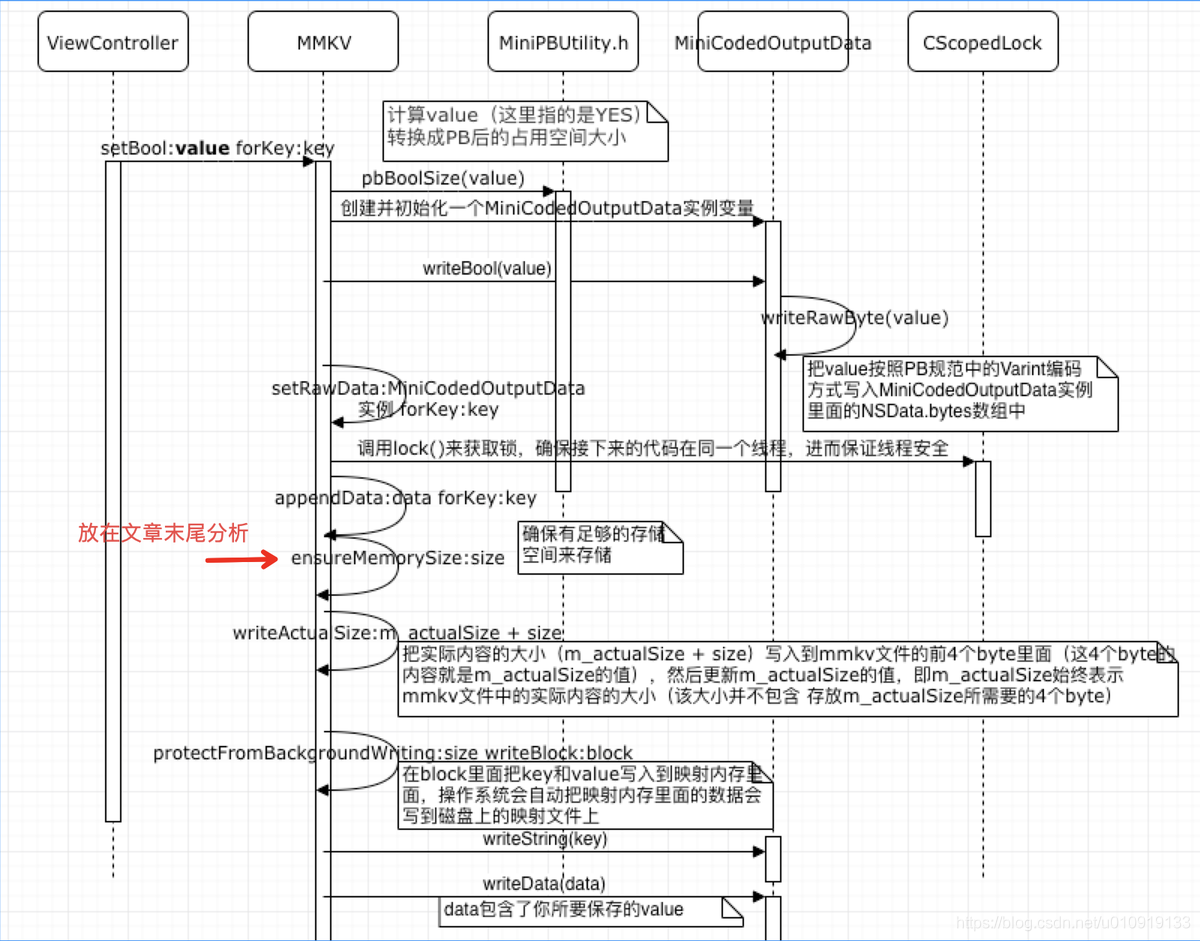 ViewController
MMKV
MiniPBUtility.h
MiniCodedOutputData
CScopedLock
计算value（这里指的是YES）
转换成PB后的占用空间大小
setBool:value forKey:key
pbBoolSize(value)
创建并初始化一个MiniCodedOutputData实例变量
writeBool(value)
writeRawByte(value)
把value按照PB规范中的Varint编码
方式写入MiniCodedOutputData实例
里面的NSData.bytes数组中
setRawData:MiniCodedOutputData
实例 forKey:key
调用lock()来获取锁，确保接下来的代码在同一个线程，进而保证线程安全
appendData:data forKey:key
放在文章末尾分析
确保有足够的存储
空间来存储
ensureMemorySize:size
writeActualSize:m_actualSize + size
把实际内容的大小（m_actualSize + size）写入到mmkv文件的前4个byte里面（这4个byte的
内容就是m_actualSize的值），然后更新m_actualSize的值，即m_actualSize始终表示
mmkv文件中的实际内容的大小（该大小并不包含 存放m_actualSize所需要的4个byte）
protectFromBackgroundWriting:size writeBlock:block
在block里面把key和value写入到映射内存里
面，操作系统会自动把映射内存里面的数据会
写到磁盘上的映射文件上
writeString(key)
writeData(data)
data包含了你所要保存的value
https://blog.csdn.net/u010919133